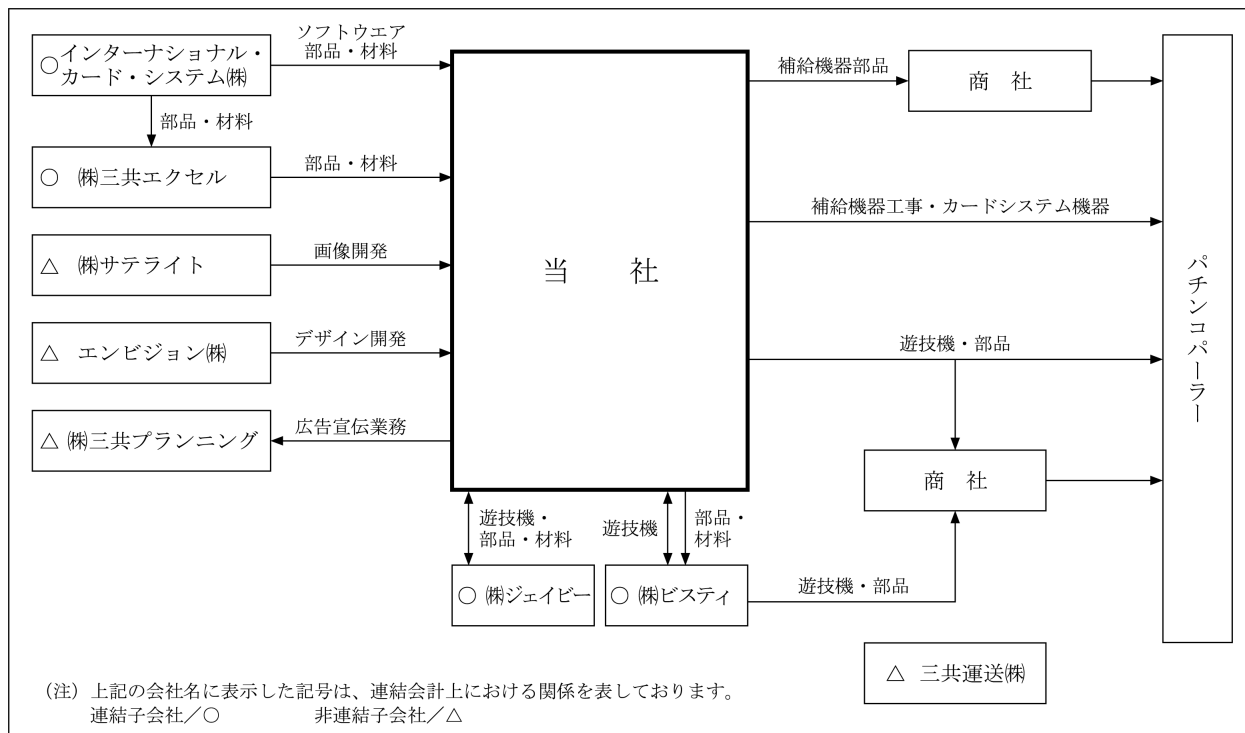 ソフトウエア
部品・材料
○インターナショナル・
カード・システム㈱
部品・材料
○ ㈱三共エクセル
部品・材料
△ ㈱サテライト
画像開発
△ エンビジョン㈱
デザイン開発
△ ㈱三共プランニング
広告宣伝業務
当 社
補給機器部品
商 社
補給機器工事・カードシステム機器
遊技機・部品
商 社
パチンコパーラー
遊技機・
部品・材料
遊技機
部品・
材料
○ ㈱ジェイビー
○ ㈱ビスティ
遊技機・部品
△ 三共運送㈱
(注) 上記の会社名に表示した記号は、連結会計上における関係を表しております。
連結子会社/○ 非連結子会社/△